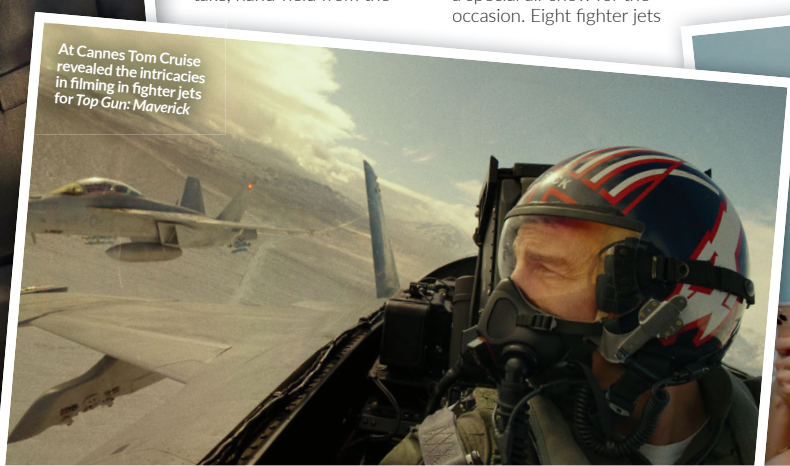 occasion. Eight fighter jets
At Cannes Tom Cruise
revealed the intricacies
in filming in fighter jets
for Top Gun: Maverick
CK